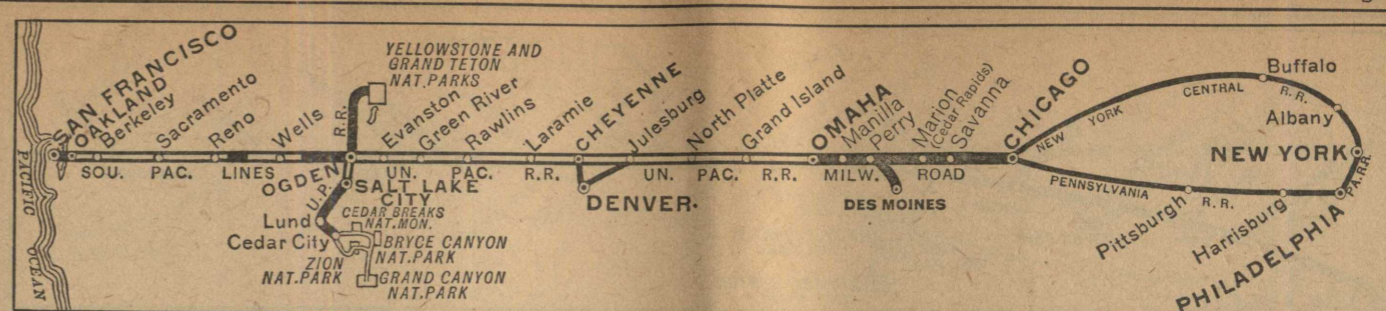 PACIFIC
OCEAN
SAN FRANCISCO
OAKLAND
Berkeley
Sacramento
Reno
Wells
SOU. PAC. LINES
OGDEN
R.R.
U.P.
YELLOWSTONE AND
GRAND TETON
NAT. PARKS
SALT LAKE
CITY
Lund
Cedar City
CEDAR BREAKS
NAT. MON.
BRYCE CANYON
NAT. PARK
ZION
NAT. PARK
GRAND CANYON
NAT. PARK
Evanston
Green River
Rawlins
Laramie
UN. PAC. R.R.
CHEYENNE
DENVER
Julesburg
North Platte
Grand Island
UN. PAC. R.R.
OMAHA
Manilla
Perry
Marion
(Cedar Rapids)
Savanna
MILW. ROAD
DES MOINES
CHICAGO
NEW YORK CENTRAL R.R.
Buffalo
Albany
NEW YORK
PA. R.R.
PENNSYLVANIA R.R.
Pittsburgh
Harrisburg
PHILADELPHIA